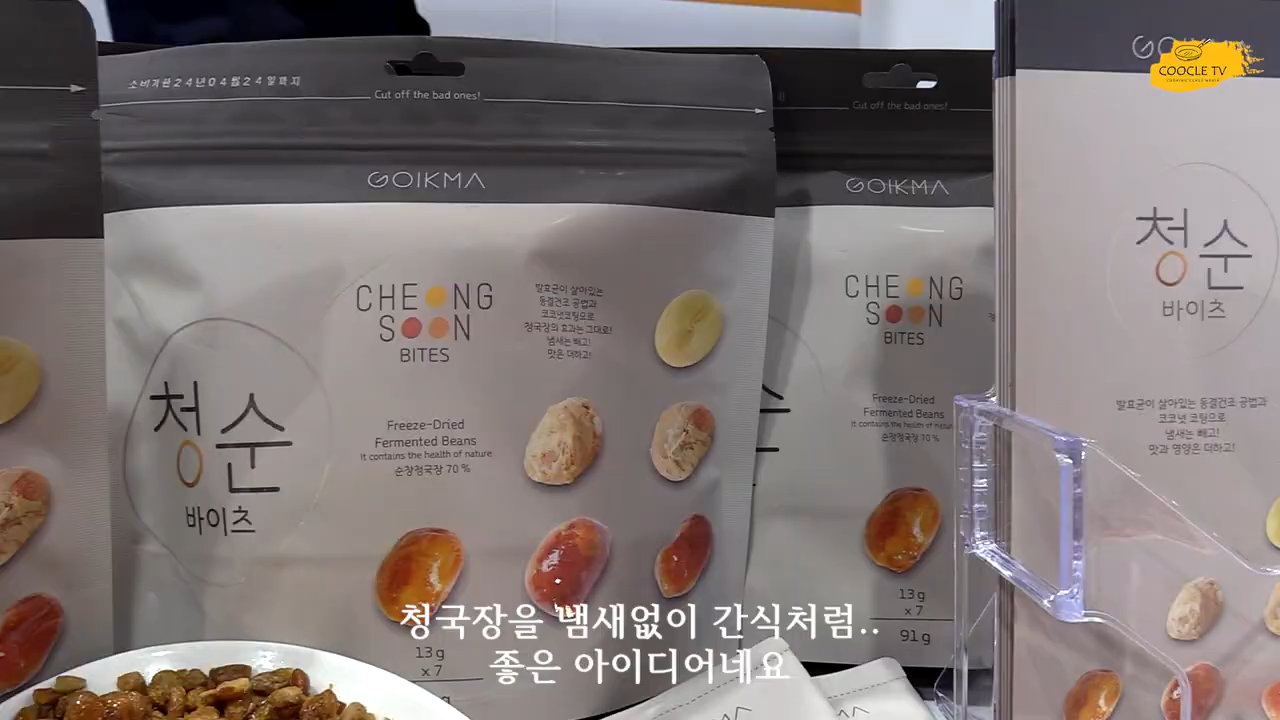 소비기한24년04월24일까지
Cut off the bad ones!
GOIKMA
CHEONG
SOON
BITES
발효균이 살아있는
동결건조 공법과
코코넛코팅으로
청국장의 효과는 그대로!
냄새는 빼고!
맛은 더하고!
청순
바이츠
Freeze-Dried
Fermented Beans
It contains the health of nature
순창청국장 70 %
13g
x 7
Cut off the bad ones!
GOIKMA
CHEONG
SOON
BITES
Freeze-Dried
Fermented Beans
It contains the health of natur
순창청국장 70 %
13g
x 7
91g
COOCLE TV
청순
바이츠
발효균이 살아있는 동결건조 공법과
코코넛 코팅으로
냄새는 빼고!
맛과 영양은 더하고!
청국장을 냄새없이 간식처럼..
좋은 아이디어네요